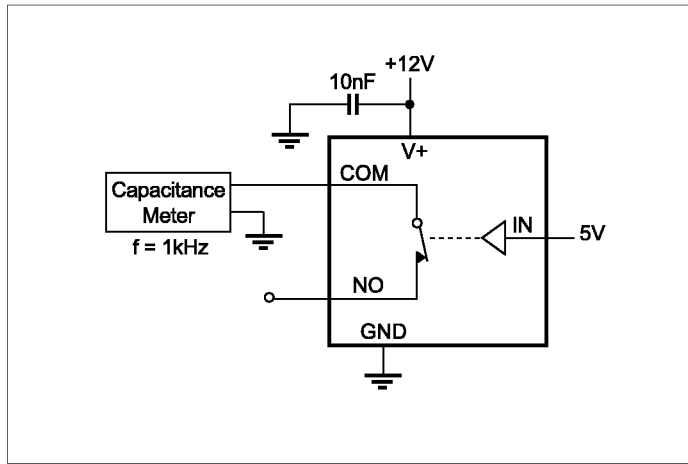 +12V
10nF
V+
COM
Capacitance
Meter
f = 1kHz
IN
5V
NO
GND